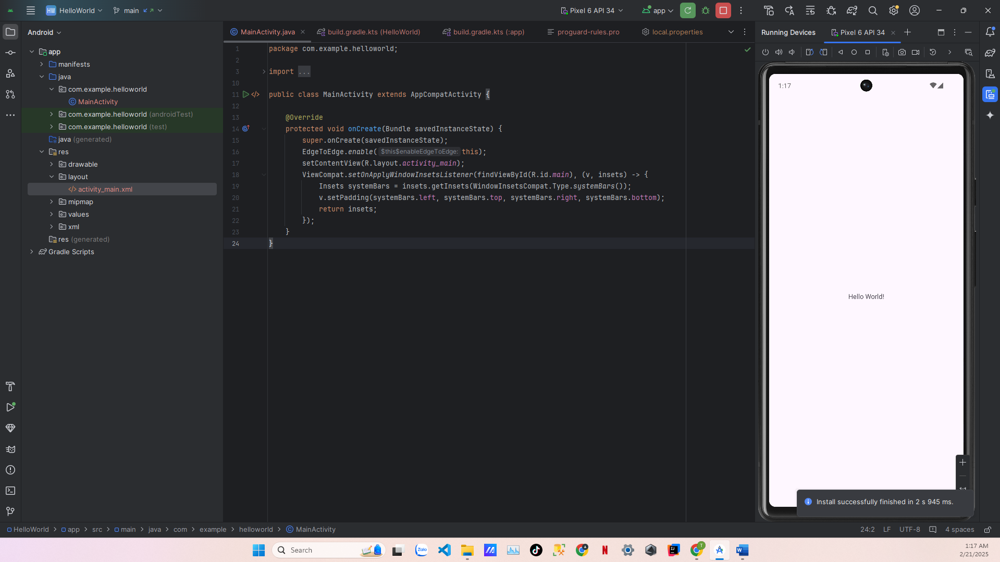 HW HelloWorld main Pixel 6 API 34 app
Android
app
manifests
java
com.example.helloworld
MainActivity
com.example.helloworld (androidTest)
com.example.helloworld (test)
java (generated)
res
drawable
layout
</> activity_main.xml
mipmap
values
xml
res (generated)
Gradle Scripts
MainActivity.java build.gradle.kts (HelloWorld) build.gradle.kts (:app) proguard-rules.pro local.properties
1 package com.example.helloworld;
2
3 import ...
10
11 </> public class MainActivity extends AppCompatActivity {
12
13 @Override
14 protected void onCreate(Bundle savedInstanceState) {
15 super.onCreate(savedInstanceState);
16 EdgeToEdge.enable( $this$enableEdgeToEdge: this);
17 setContentView(R.layout.activity_main);
18 ViewCompat.setOnApplyWindowInsetsListener(findViewById(R.id.main), (v, insets) -> {
19 Insets systemBars = insets.getInsets(WindowInsetsCompat.Type.systemBars());
20 v.setPadding(systemBars.left, systemBars.top, systemBars.right, systemBars.bottom);
21 return insets;
22 });
23 }
24 }
Running Devices Pixel 6 API 34
1:17
Hello World!
Install successfully finished in 2 s 945 ms.
HelloWorld > app > src > main > java > com > example > helloworld > MainActivity
24:2 LF UTF-8 4 spaces
Search
Zalo
1:17 AM
2/21/2025